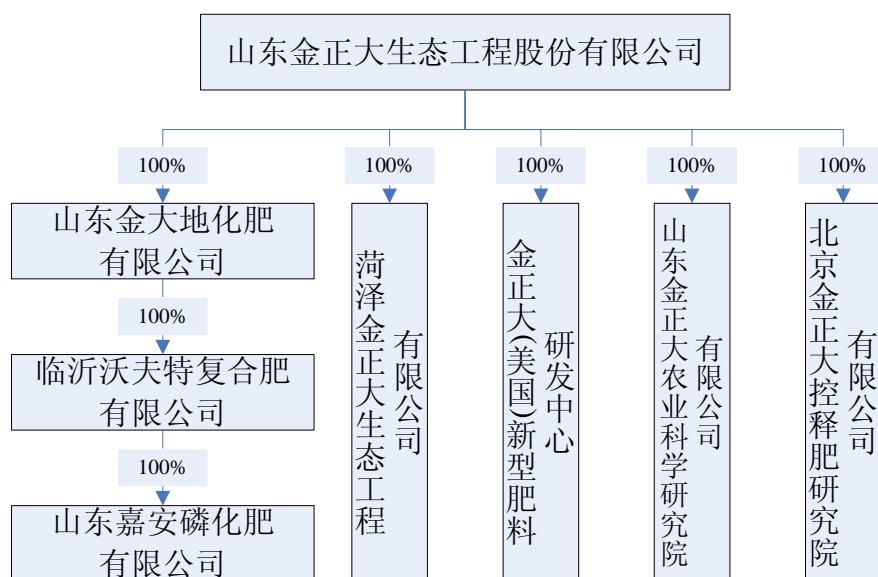 山东金正大生态工程股份有限公司
100%
100%
100%
100%
100%
山东金大地化肥
有限公司
100%
临沂沃夫特复合肥
有限公司
100%
山东嘉安磷化肥
有限公司
菏泽金正大生态工程
有限公司
金正大(美国)新型肥料
研发中心
山东金正大农业科学研究院
有限公司
北京金正大控释肥研究院
有限公司